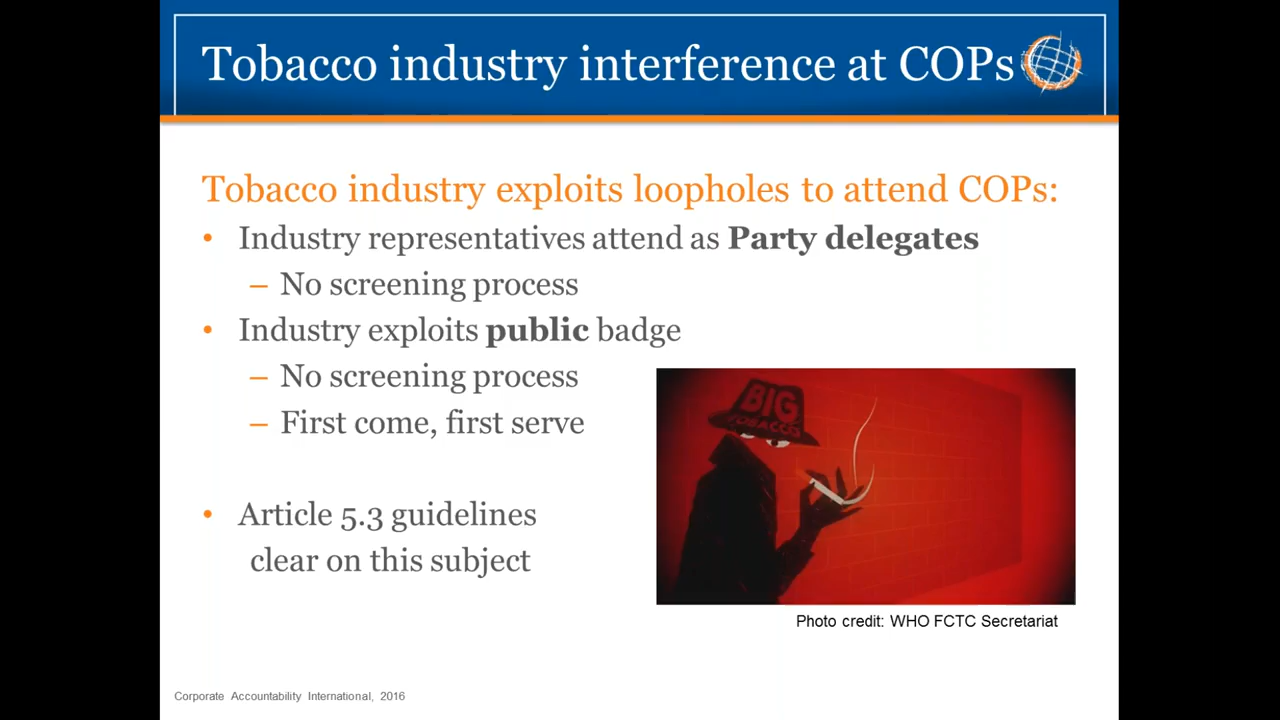 Tobacco industry interference at COPs
Tobacco industry exploits loopholes to attend COPs:
• Industry representatives attend as Party delegates
– No screening process
• Industry exploits public badge
– No screening process
– First come, first serve
BIG
TOBACCO
• Article 5.3 guidelines
clear on this subject
Photo credit: WHO FCTC Secretariat
Corporate Accountability International, 2016